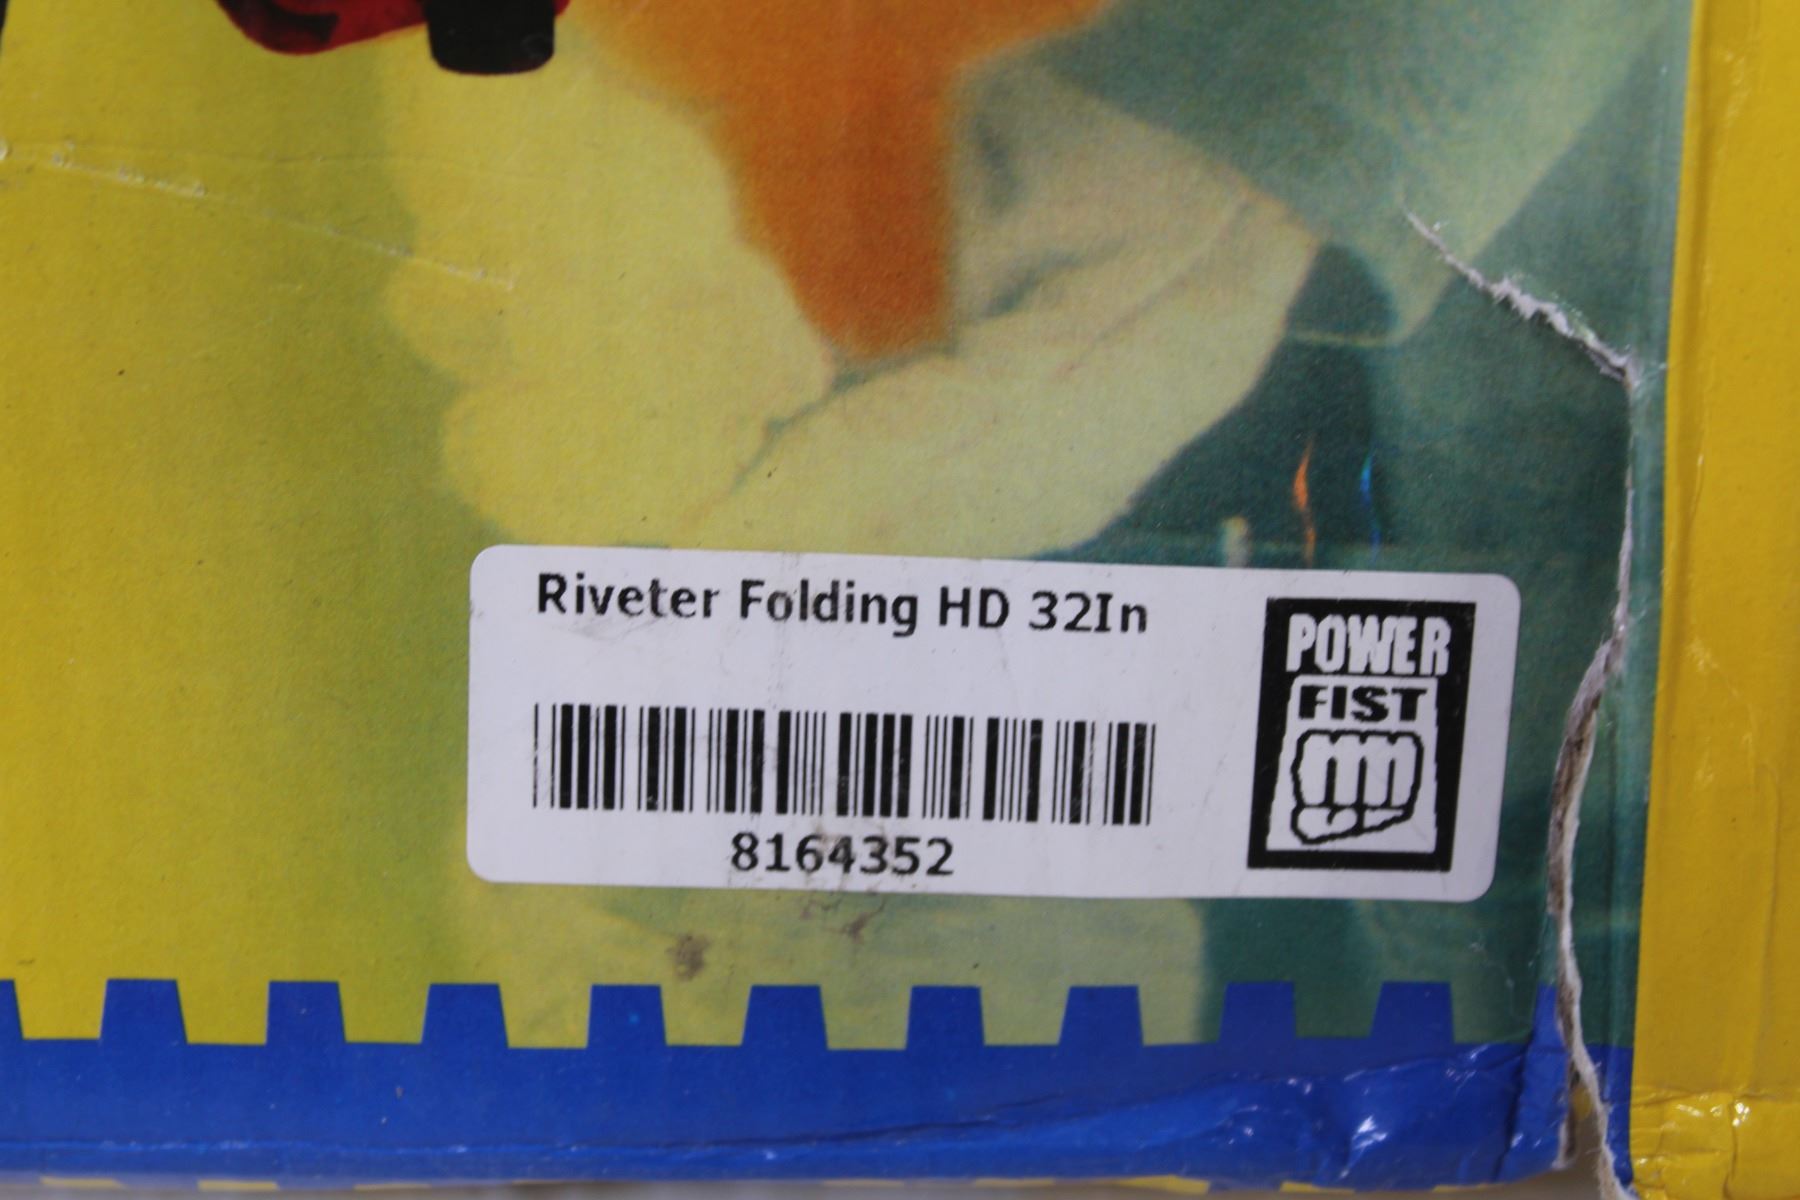 Riveter Folding HD 32In
POWER
FIST
8164352